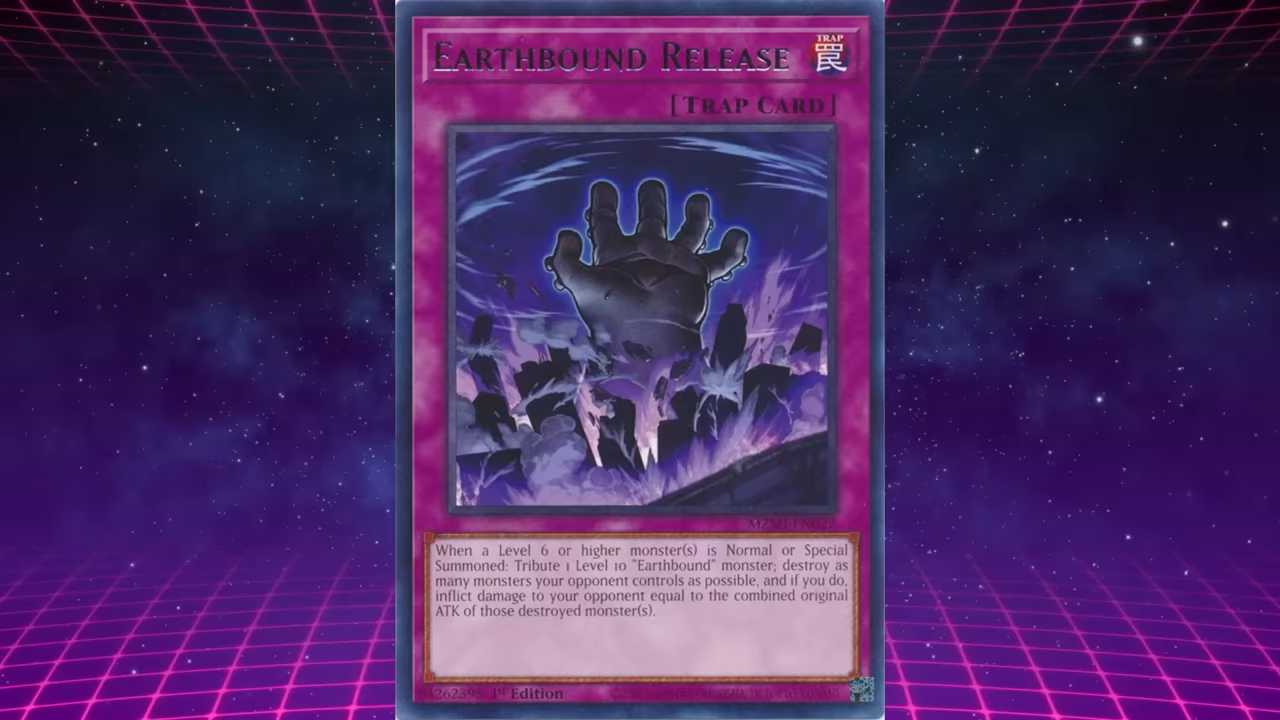 EARTHBOUND RELEASE
TRAP
罠
[TRAP CARD]
When a Level 6 or higher monster(s) is Normal or Special
Summoned: Tribute 1 Level 10 "Earthbound" monster; destroy as
many monsters your opponent controls as possible, and if you do,
inflict damage to your opponent equal to the combined original
ATK of those destroyed monster(s).
1st Edition